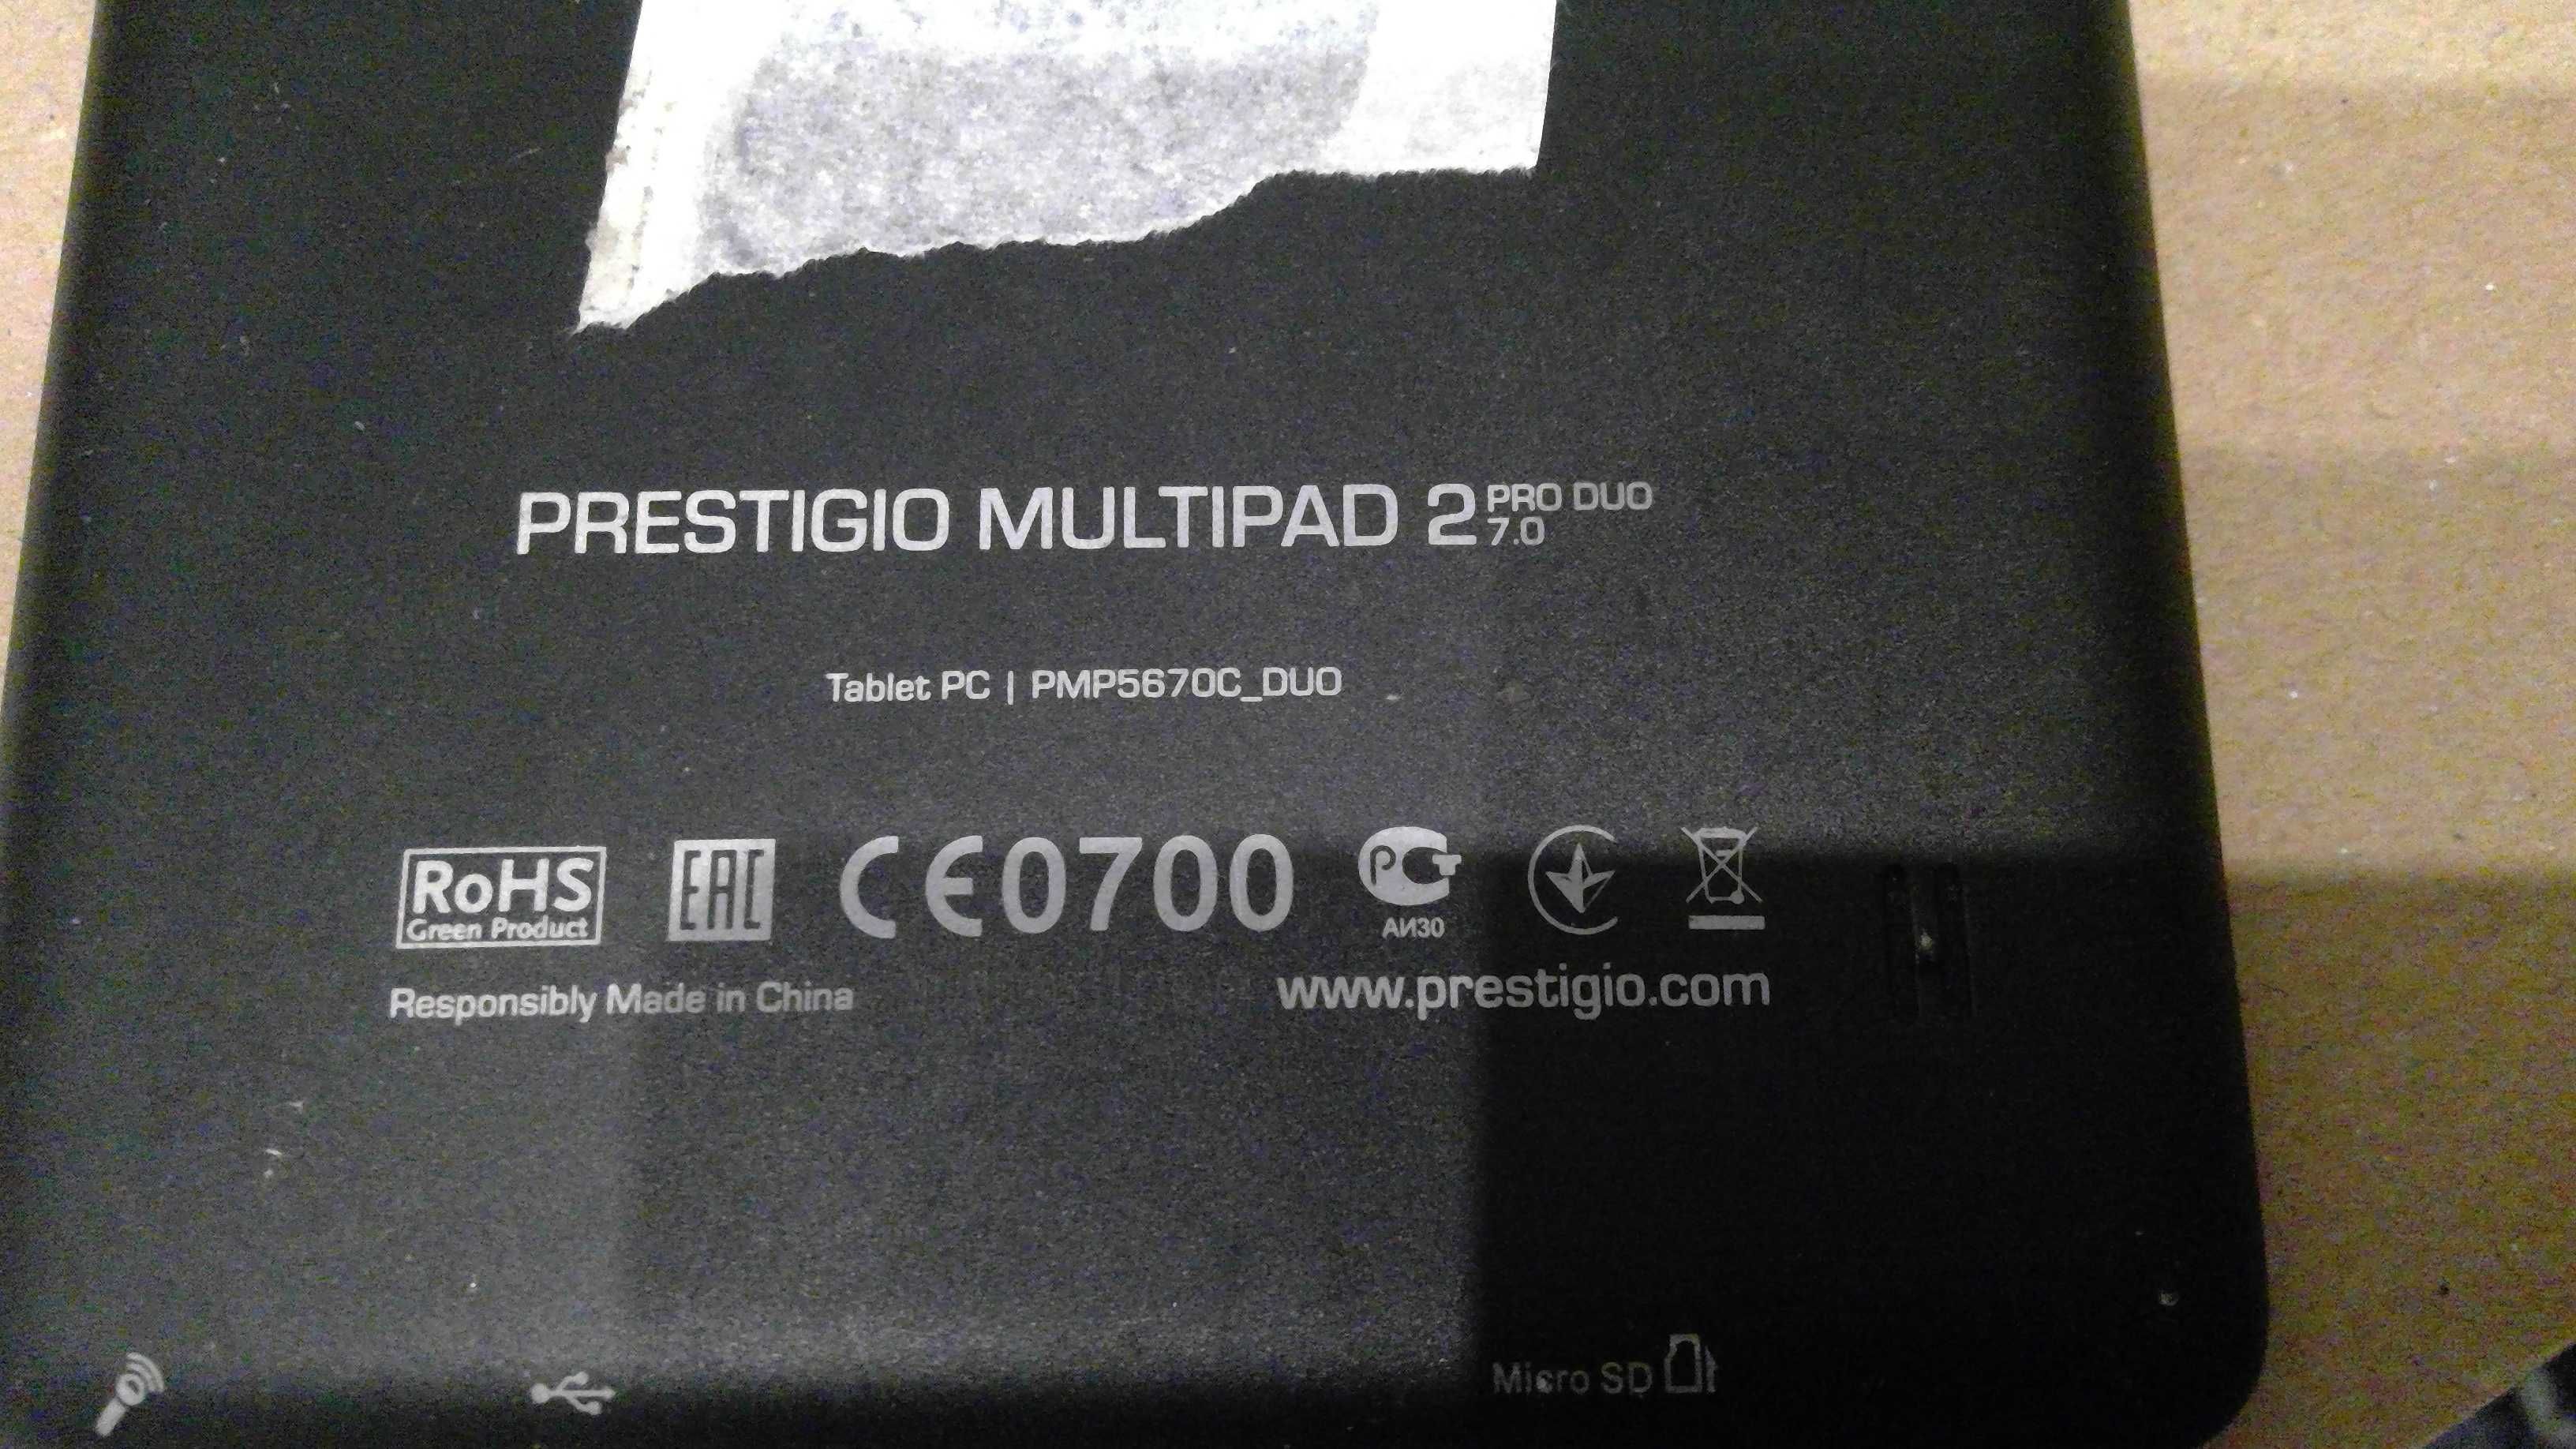 PRESTIGIO MULTIPAD 2 PRO DUO
7.0
Tablet PC | PMP5670C_DUO
RoHS
Green Product
EAC
CE0700
РСТ
АИ30
Responsibly Made in China
www.prestigio.com
Micro SD